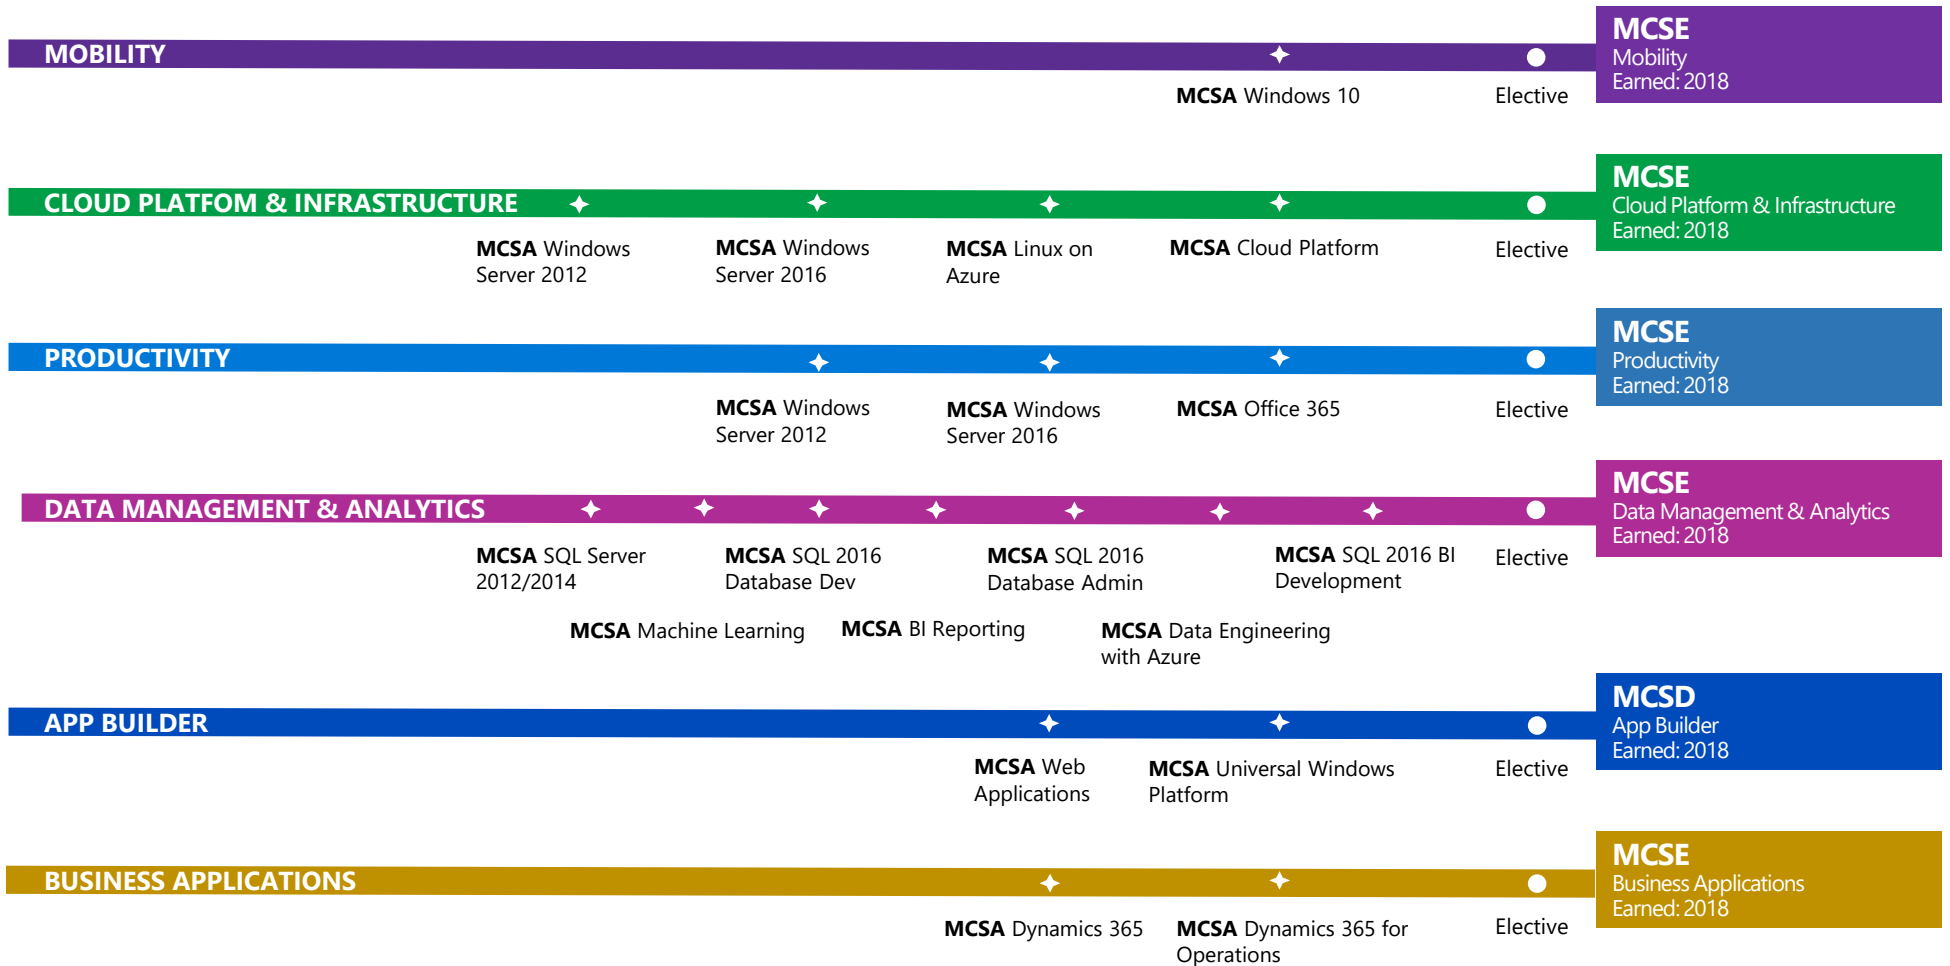 MOBILITY
MCSA Windows 10
Elective
MCSE
Mobility
Earned: 2018
CLOUD PLATFOM & INFRASTRUCTURE
MCSA Windows
Server 2012
MCSA Windows
Server 2016
MCSA Linux on
Azure
MCSA Cloud Platform
Elective
MCSE
Cloud Platform & Infrastructure
Earned: 2018
PRODUCTIVITY
MCSA Windows
Server 2012
MCSA Windows
Server 2016
MCSA Office 365
Elective
MCSE
Productivity
Earned: 2018
DATA MANAGEMENT & ANALYTICS
MCSA SQL Server
2012/2014
MCSA Machine Learning
MCSA SQL 2016
Database Dev
MCSA BI Reporting
MCSA SQL 2016
Database Admin
MCSA Data Engineering
with Azure
MCSA SQL 2016 BI
Development
Elective
MCSE
Data Management & Analytics
Earned: 2018
APP BUILDER
MCSA Web
Applications
MCSA Universal Windows
Platform
Elective
MCSD
App Builder
Earned: 2018
BUSINESS APPLICATIONS
MCSA Dynamics 365
MCSA Dynamics 365 for
Operations
Elective
MCSE
Business Applications
Earned: 2018